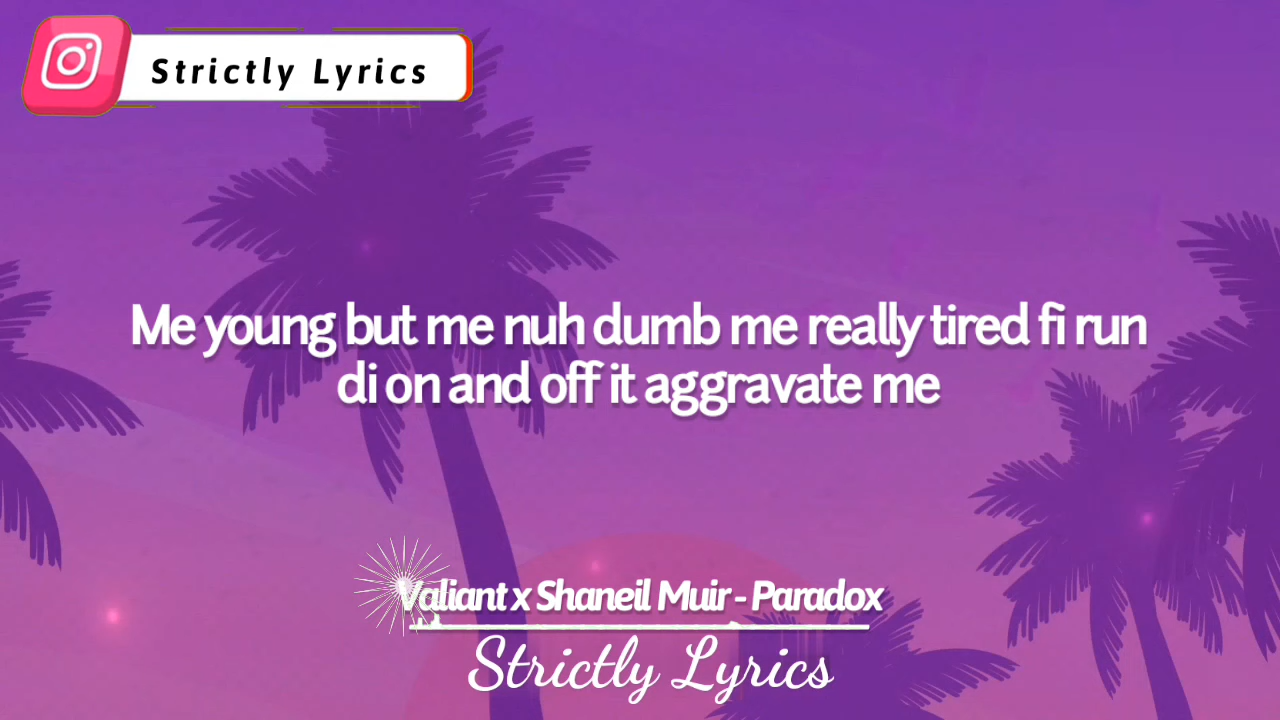 Strictly Lyrics
Me young but me nuh dumb me really tired fi run
di on and off it aggravate me
Valiant x Shaneil Muir - Paradox
Strictly Lyrics